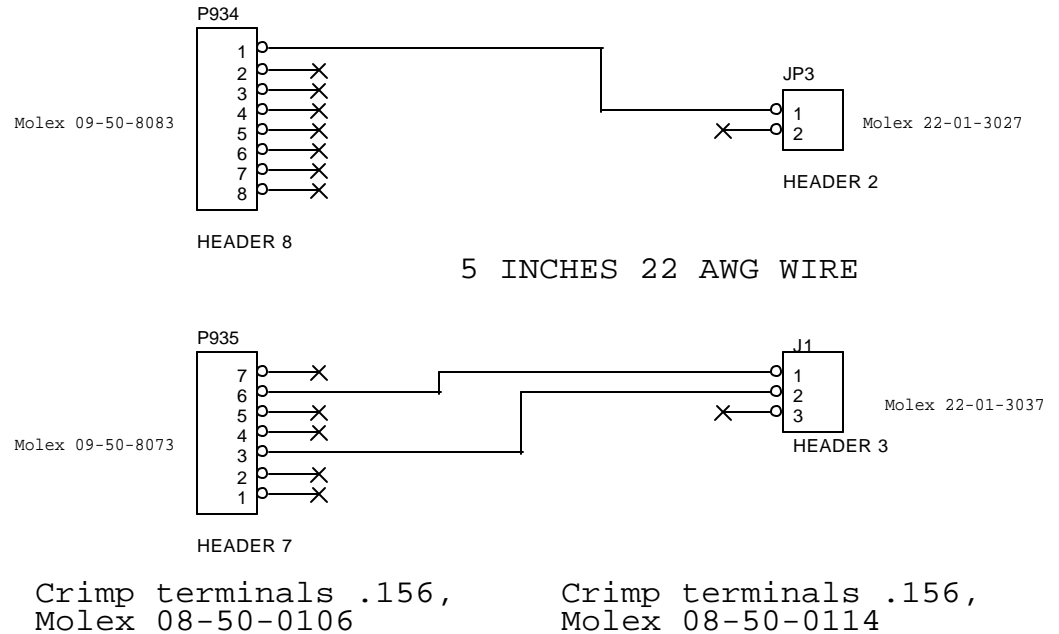 P934
1
2
3
4
5
6
7
8
Molex 09-50-8083
HEADER 8
JP3
1
2
Molex 22-01-3027
HEADER 2
5 INCHES 22 AWG WIRE
P935
7
6
5
4
3
2
1
Molex 09-50-8073
HEADER 7
J1
1
2
3
Molex 22-01-3037
HEADER 3
Crimp terminals .156,
Molex 08-50-0106
Crimp terminals .156,
Molex 08-50-0114